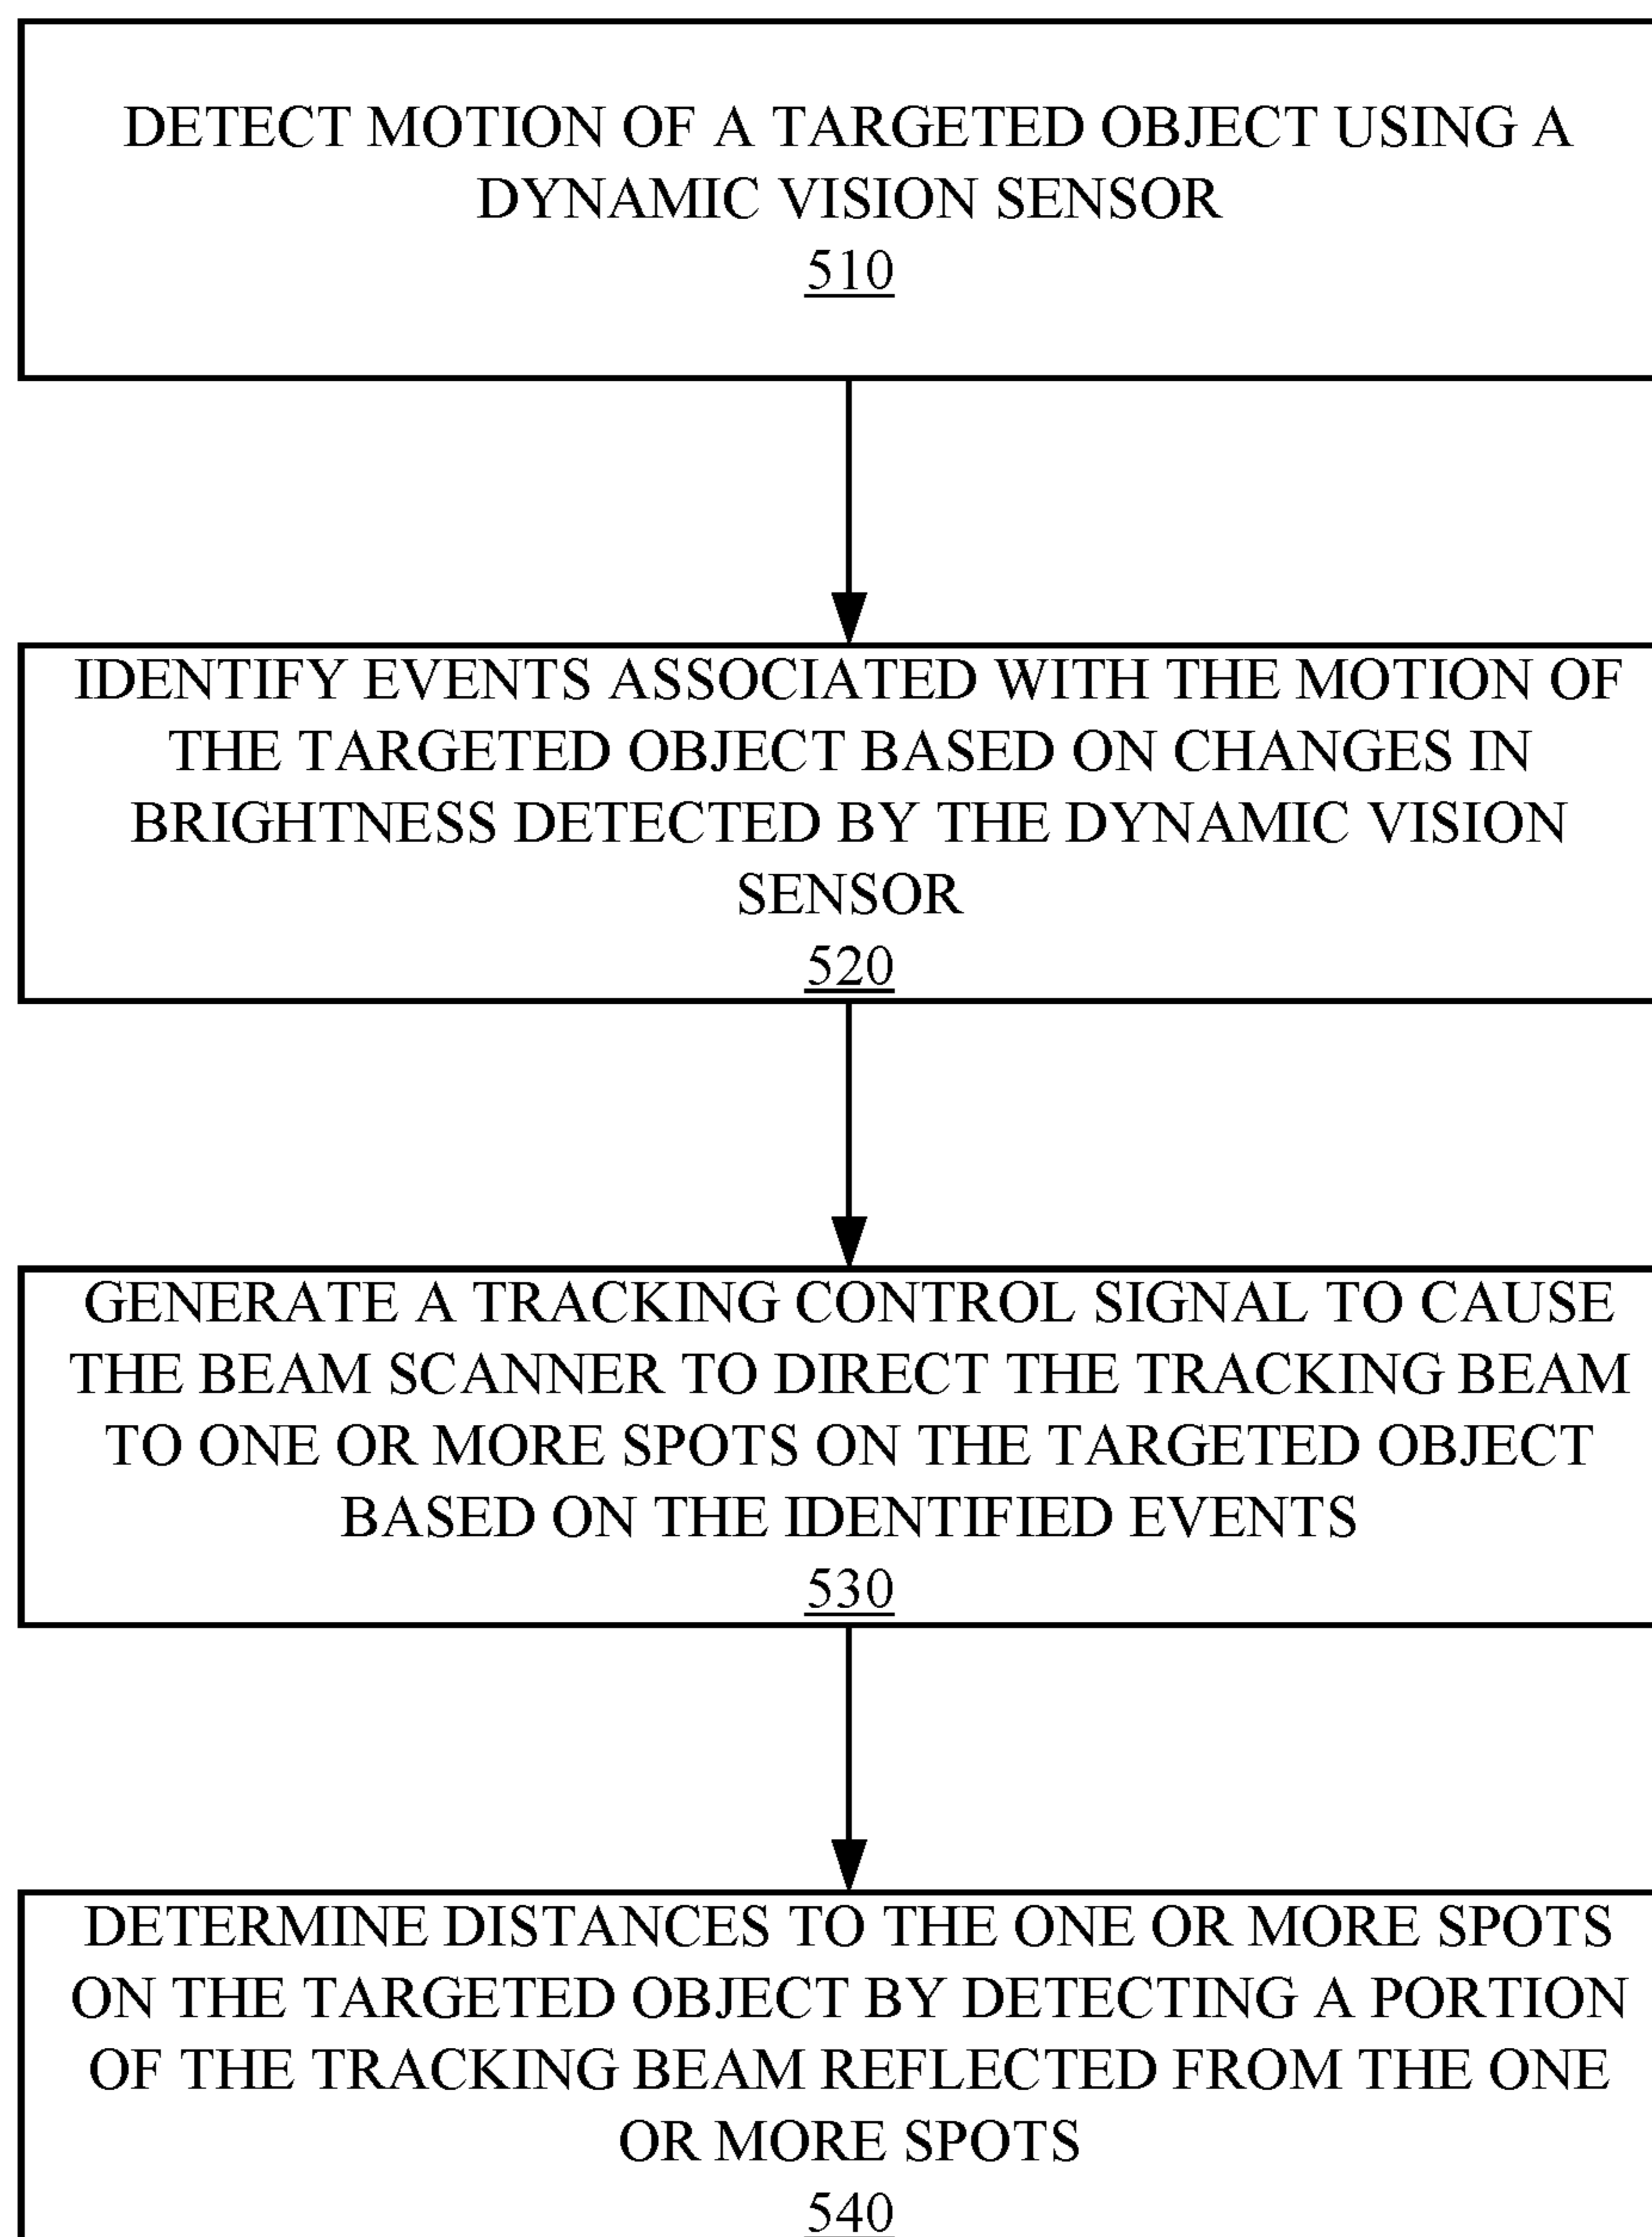 DETECT MOTION OF A TARGETED OBJECT USING A
DYNAMIC VISION SENSOR
510
IDENTIFY EVENTS ASSOCIATED WITH THE MOTION OF
THE TARGETED OBJECT BASED ON CHANGES IN
BRIGHTNESS DETECTED BY THE DYNAMIC VISION
SENSOR
520
GENERATE A TRACKING CONTROL SIGNAL TO CAUSE
THE BEAM SCANNER TO DIRECT THE TRACKING BEAM
TO ONE OR MORE SPOTS ON THE TARGETED OBJECT
BASED ON THE IDENTIFIED EVENTS
530
DETERMINE DISTANCES TO THE ONE OR MORE SPOTS
ON THE TARGETED OBJECT BY DETECTING A PORTION
OF THE TRACKING BEAM REFLECTED FROM THE ONE
OR MORE SPOTS
540